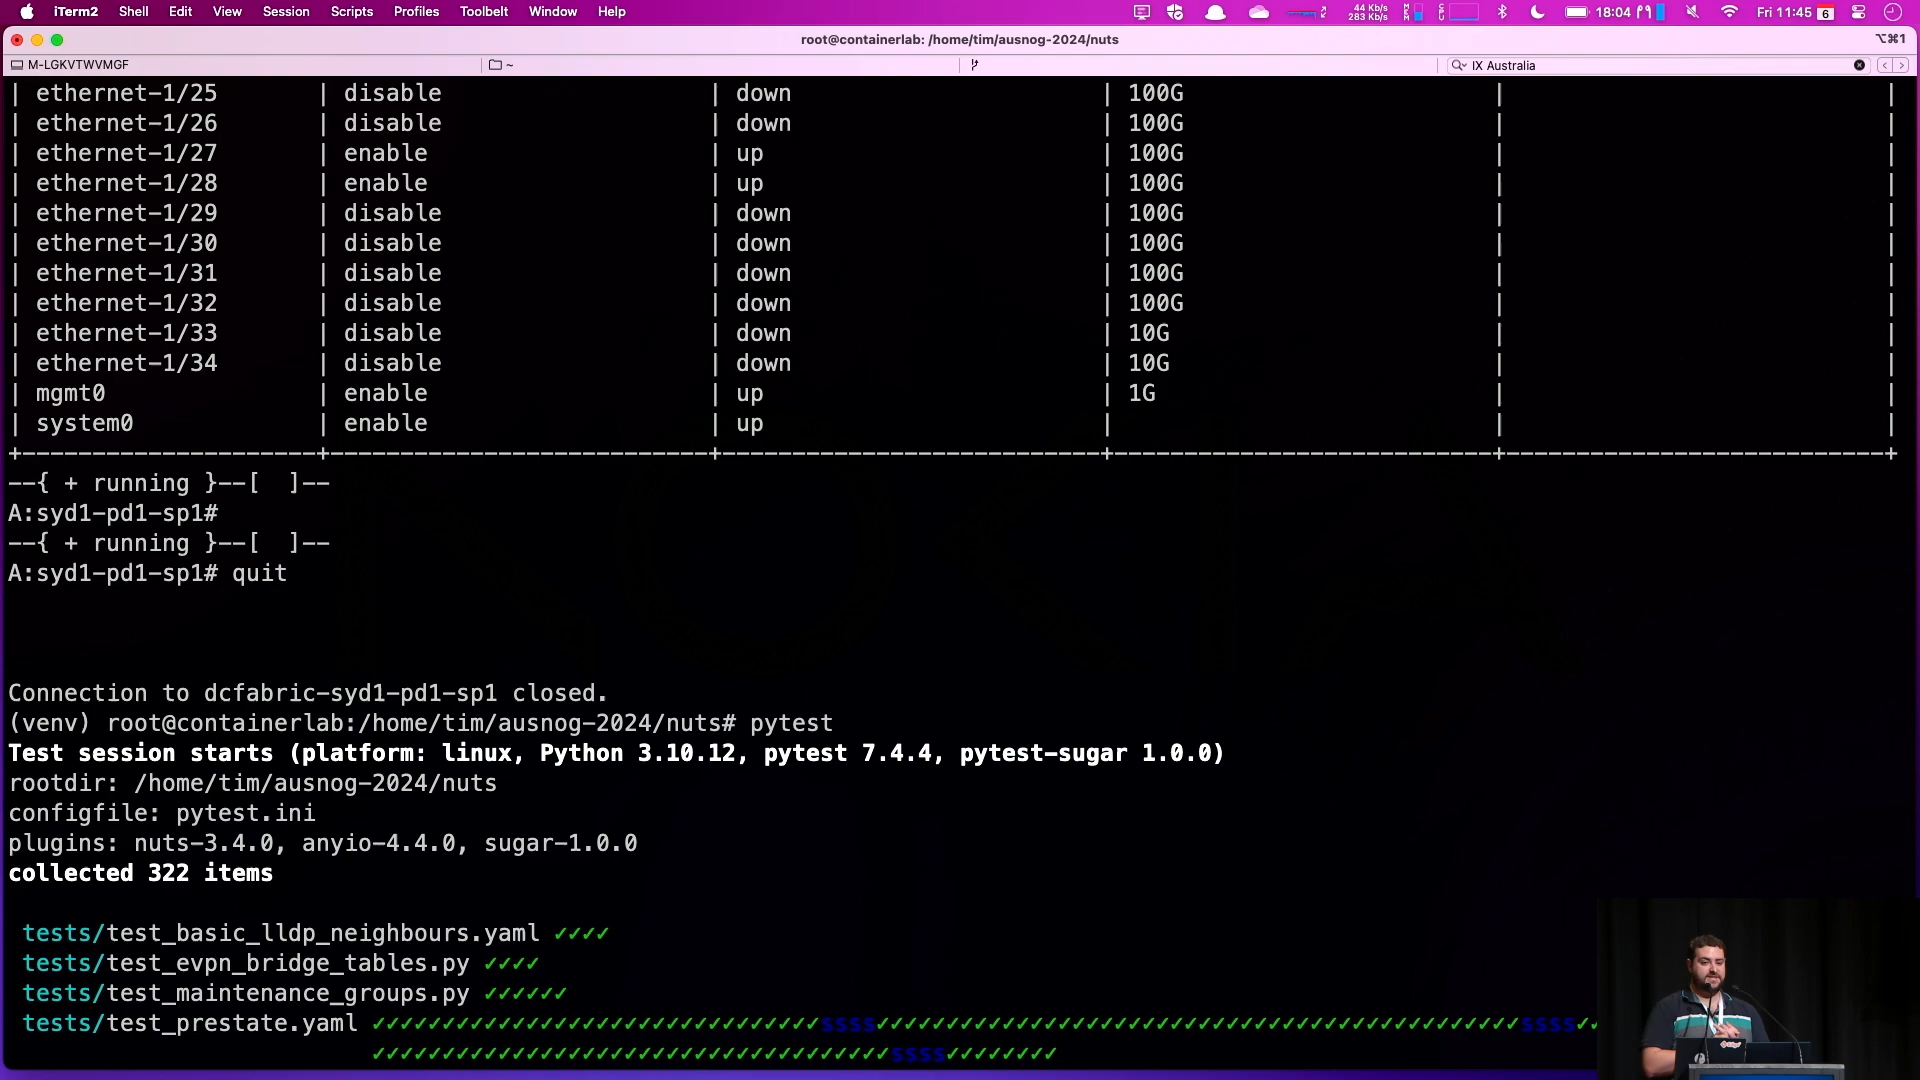 iTerm2 Shell Edit View Session Scripts Profiles Toolbelt Window Help 44 Kb/s 283 Kb/s 18:04 Fri 11:45 6
root@containerlab: /home/tim/ausnog-2024/nuts ⌥⌘1
M-LGKVTWVMGF ~ IX Australia
| ethernet-1/25 | disable | down | 100G | |
| ethernet-1/26 | disable | down | 100G | |
| ethernet-1/27 | enable | up | 100G | |
| ethernet-1/28 | enable | up | 100G | |
| ethernet-1/29 | disable | down | 100G | |
| ethernet-1/30 | disable | down | 100G | |
| ethernet-1/31 | disable | down | 100G | |
| ethernet-1/32 | disable | down | 100G | |
| ethernet-1/33 | disable | down | 10G | |
| ethernet-1/34 | disable | down | 10G | |
| mgmt0 | enable | up | 1G | |
| system0 | enable | up | | |
--{ + running }--[ ]--
A:syd1-pd1-sp1#
--{ + running }--[ ]--
A:syd1-pd1-sp1# quit
Connection to dcfabric-syd1-pd1-sp1 closed.
(venv) root@containerlab:/home/tim/ausnog-2024/nuts# pytest
Test session starts (platform: linux, Python 3.10.12, pytest 7.4.4, pytest-sugar 1.0.0)
rootdir: /home/tim/ausnog-2024/nuts
configfile: pytest.ini
plugins: nuts-3.4.0, anyio-4.4.0, sugar-1.0.0
collected 322 items
tests/test_basic_lldp_neighbours.yaml ✓✓✓✓
tests/test_evpn_bridge_tables.py ✓✓✓✓
tests/test_maintenance_groups.py ✓✓✓✓✓✓
tests/test_prestate.yaml ✓✓✓✓✓✓✓✓✓✓✓✓✓✓✓✓✓✓✓✓✓✓✓✓✓✓✓✓✓✓✓✓ssss✓✓✓✓✓✓✓✓✓✓✓✓✓✓✓✓✓✓✓✓✓✓✓✓✓✓✓✓✓✓✓✓✓✓✓✓✓✓✓✓✓✓✓✓✓✓ssss✓✓
✓✓✓✓✓✓✓✓✓✓✓✓✓✓✓✓✓✓✓✓✓✓✓✓✓✓✓✓✓✓✓✓✓✓✓✓✓ssss✓✓✓✓✓✓✓✓